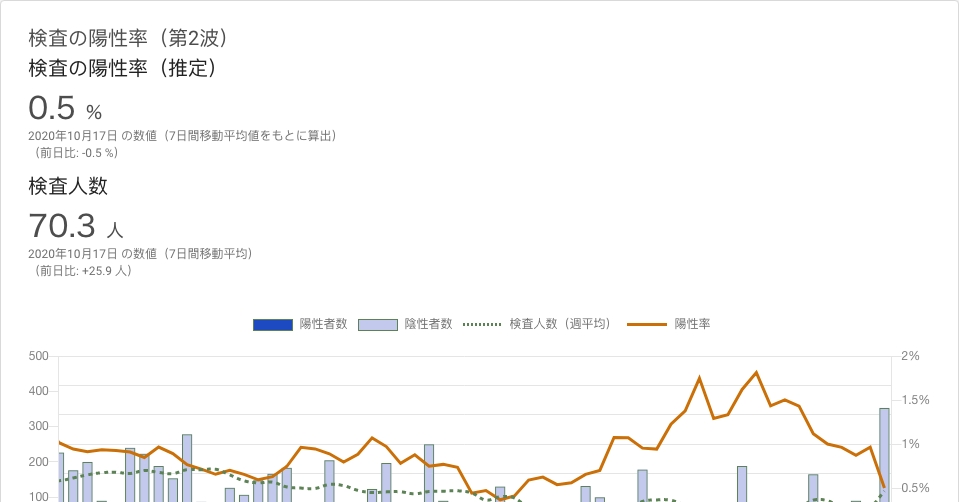 検査の陽性率（第2波）
検査の陽性率（推定）
0.5 %
2020年10月17日 の数値（7日間移動平均値をもとに算出）
（前日比: -0.5 %）
検査人数
70.3 人
2020年10月17日 の数値（7日間移動平均）
（前日比: +25.9 人）
陽性者数 陰性者数 検査人数（週平均） 陽性率
500 2%
400 1.5%
300
200 1%
100 0.5%